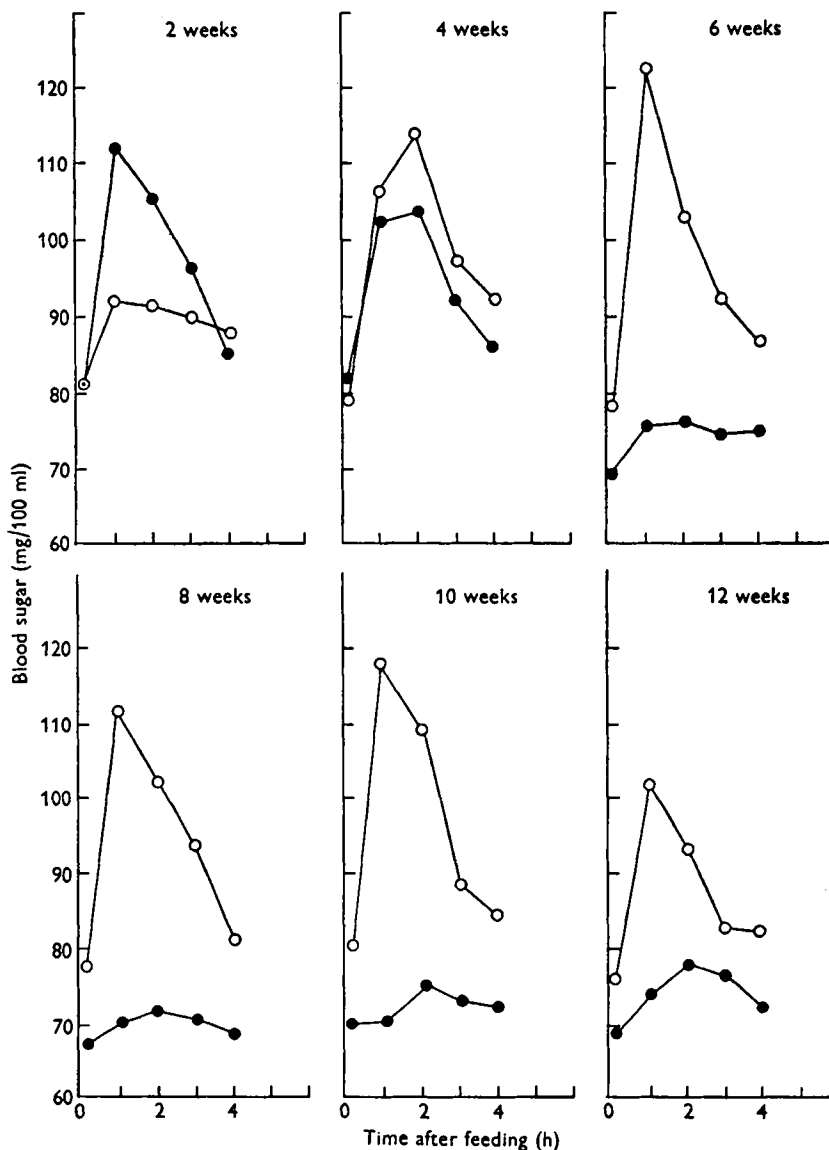 2 weeks
4 weeks
6 weeks
120
110
100
90
80
70
60
8 weeks
10 weeks
12 weeks
120
110
100
90
80
70
60
0 2 4
0 2 4
0 2 4
Blood sugar (mg/100 ml)
Time after feeding (h)